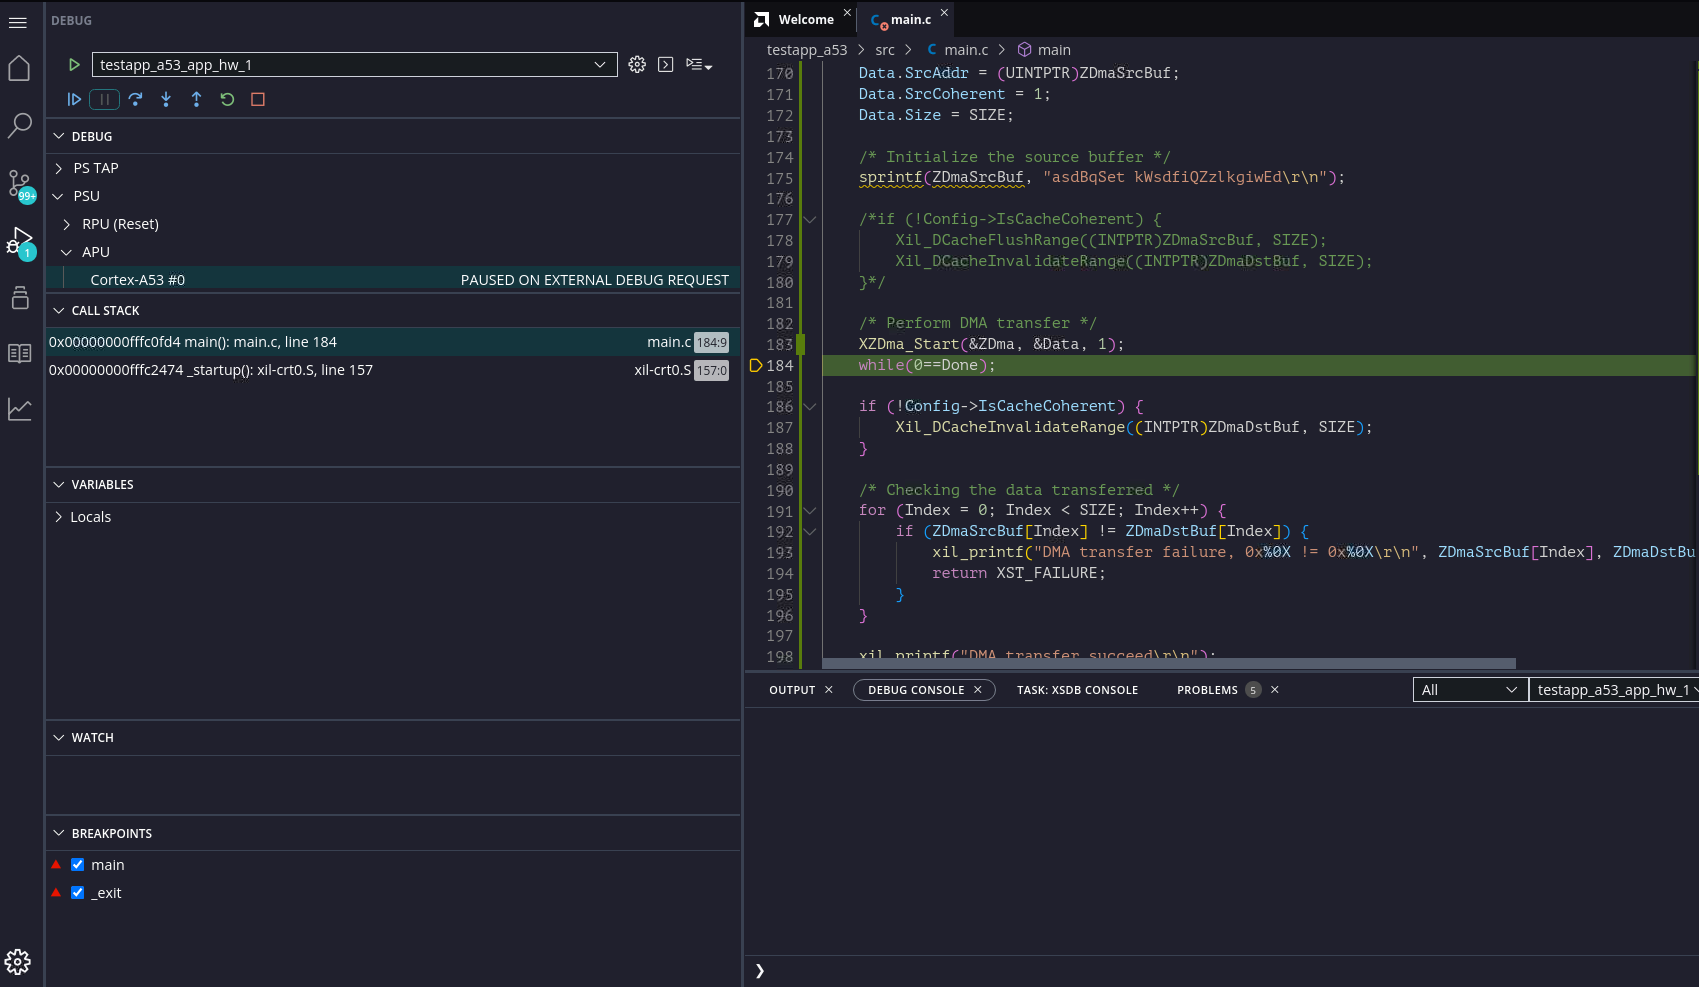 DEBUG
testapp_a53_app_hw_1
99+
1
DEBUG
PS TAP
PSU
RPU (Reset)
APU
Cortex-A53 #0 PAUSED ON EXTERNAL DEBUG REQUEST
CALL STACK
0x00000000fffc0fd4 main(): main.c, line 184 main.c 184:9
0x00000000fffc2474 _startup(): xil-crt0.S, line 157 xil-crt0.S 157:0
VARIABLES
Locals
WATCH
BREAKPOINTS
main
_exit
Welcome
C main.c
testapp_a53 > src > C main.c > main
170 Data.SrcAddr = (UINTPTR)ZDmaSrcBuf;
171 Data.SrcCoherent = 1;
172 Data.Size = SIZE;
173
174 /* Initialize the source buffer */
175 sprintf(ZDmaSrcBuf, "asdBqSet kWsdfiQZzlkgiwEd\r\n");
176
177 /*if (!Config->IsCacheCoherent) {
178 Xil_DCacheFlushRange((INTPTR)ZDmaSrcBuf, SIZE);
179 Xil_DCacheInvalidateRange((INTPTR)ZDmaDstBuf, SIZE);
180 }*/
181
182 /* Perform DMA transfer */
183 XZDma_Start(&ZDma, &Data, 1);
184 while(0==Done);
185
186 if (!Config->IsCacheCoherent) {
187 Xil_DCacheInvalidateRange((INTPTR)ZDmaDstBuf, SIZE);
188 }
189
190 /* Checking the data transferred */
191 for (Index = 0; Index < SIZE; Index++) {
192 if (ZDmaSrcBuf[Index] != ZDmaDstBuf[Index]) {
193 xil_printf("DMA transfer failure, 0x%0X != 0x%0X\r\n", ZDmaSrcBuf[Index], ZDmaDstBu
194 return XST_FAILURE;
195 }
196 }
197
198 xil_printf("DMA transfer succeed\r\n");
OUTPUT
DEBUG CONSOLE
TASK: XSDB CONSOLE
PROBLEMS 5
All
testapp_a53_app_hw_1